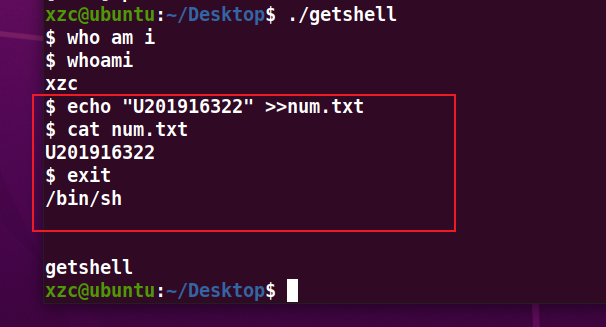 xzc@ubuntu:~/Desktop$ ./getshell
$ who am i
$ whoami
xzc
$ echo "U201916322" >>num.txt
$ cat num.txt
U201916322
$ exit
/bin/sh
getshell
xzc@ubuntu:~/Desktop$